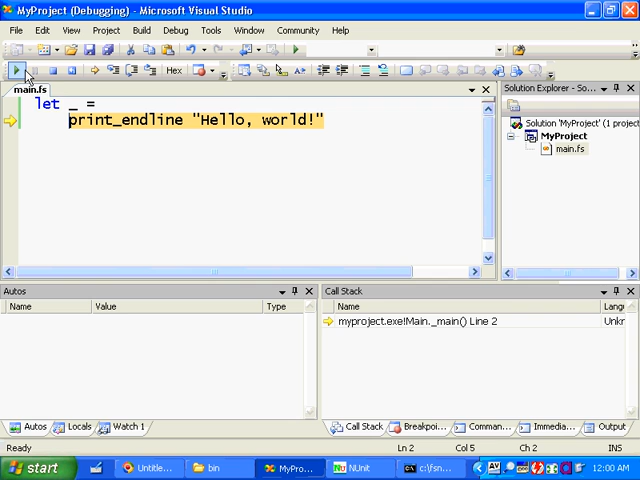 MyProject (Debugging) - Microsoft Visual Studio
File Edit View Project Build Debug Tools Window Community Help
Hex
main.fs
let _ =
print_endline "Hello, world!"
Solution Explorer - So...
Solution 'MyProject' (1 project
MyProject
main.fs
Autos
Name Value Type
Call Stack
Name Langu
myproject.exe!Main._main() Line 2 Unkn
Autos Locals Watch 1
Call Stack Breakpoi... Comman... Immedia... Output
Ready Ln 2 Col 5 Ch 2 INS
start Untitle... bin MyPro... NUnit c:\fsn... AV 12:00 AM